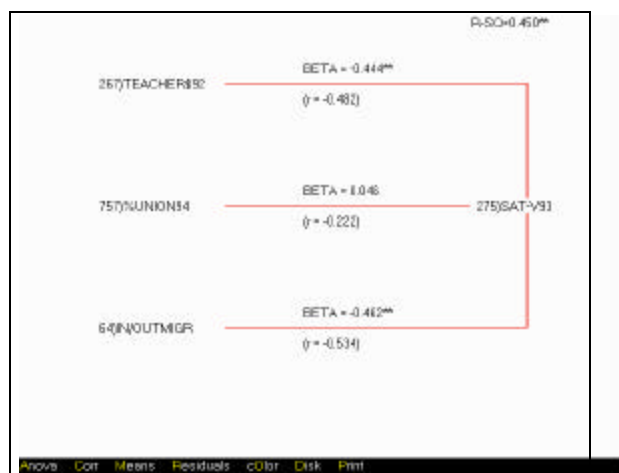 R-SQ=0.450**
BETA = -0.444**
267)TEACHER$92
(r = -0.482)
BETA = 0.046
757)%UNION94
275)SAT-V93
(r = -0.222)
BETA = -0.462**
64)IN/OUTMIGR
(r = -0.534)
Anova Corr Means Residuals cOlor Disk Print